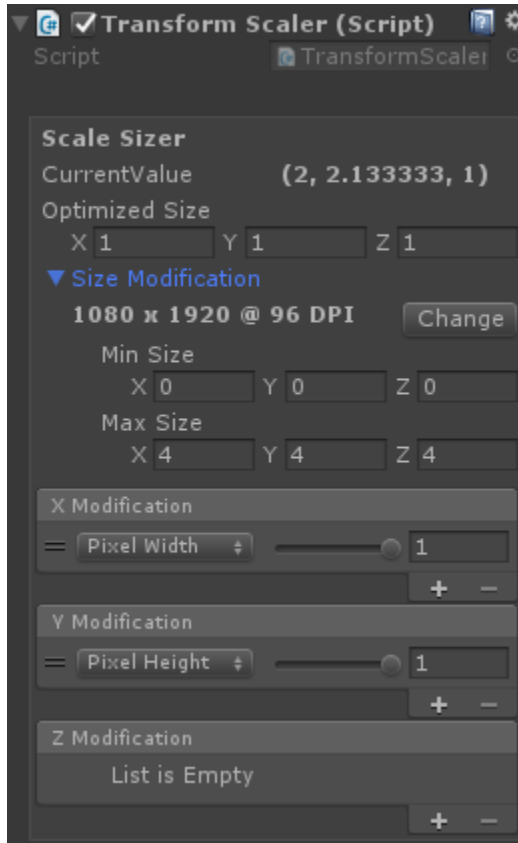 Transform Scaler (Script)
Script TransformScaler
Scale Sizer
CurrentValue (2, 2.133333, 1)
Optimized Size
X 1 Y 1 Z 1
Size Modification
1080 x 1920 @ 96 DPI Change
Min Size
X 0 Y 0 Z 0
Max Size
X 4 Y 4 Z 4
X Modification
Pixel Width 1
+ −
Y Modification
Pixel Height 1
+ −
Z Modification
List is Empty
+ −